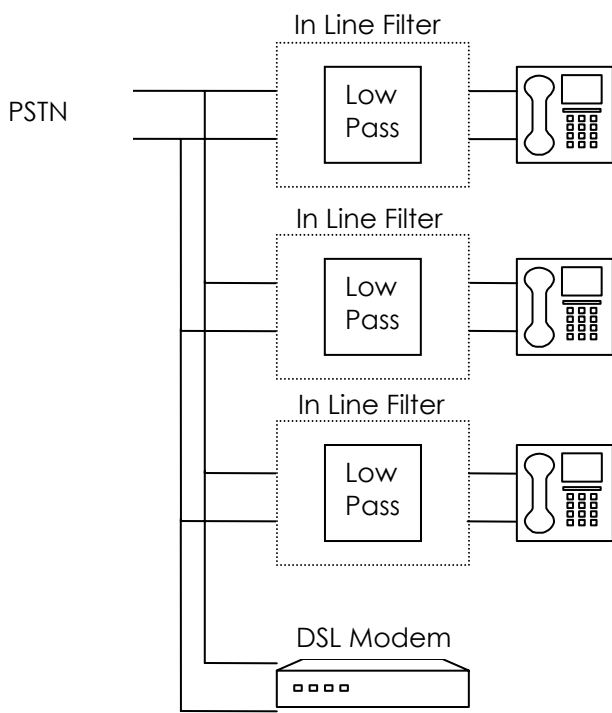 In Line Filter
PSTN
Low
Pass
In Line Filter
Low
Pass
In Line Filter
Low
Pass
DSL Modem